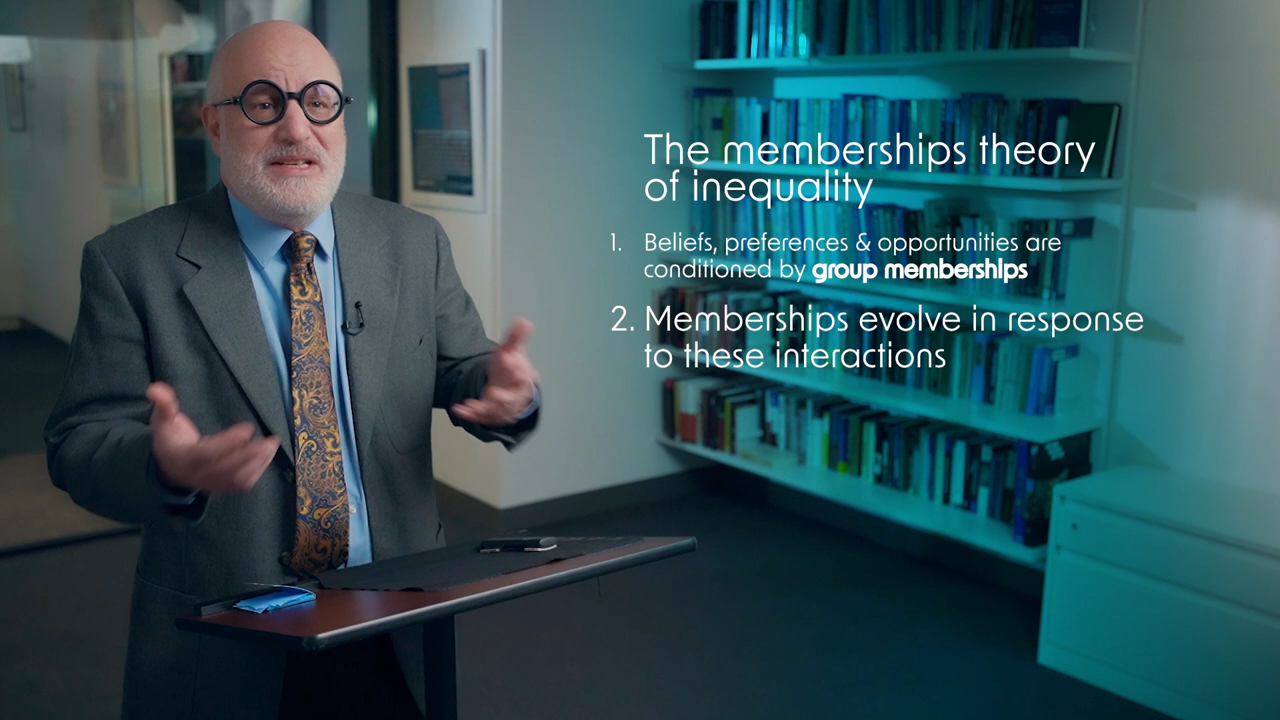 The memberships theory
of inequality
1. Beliefs, preferences & opportunities are
conditioned by group memberships
2. Memberships evolve in response
to these interactions